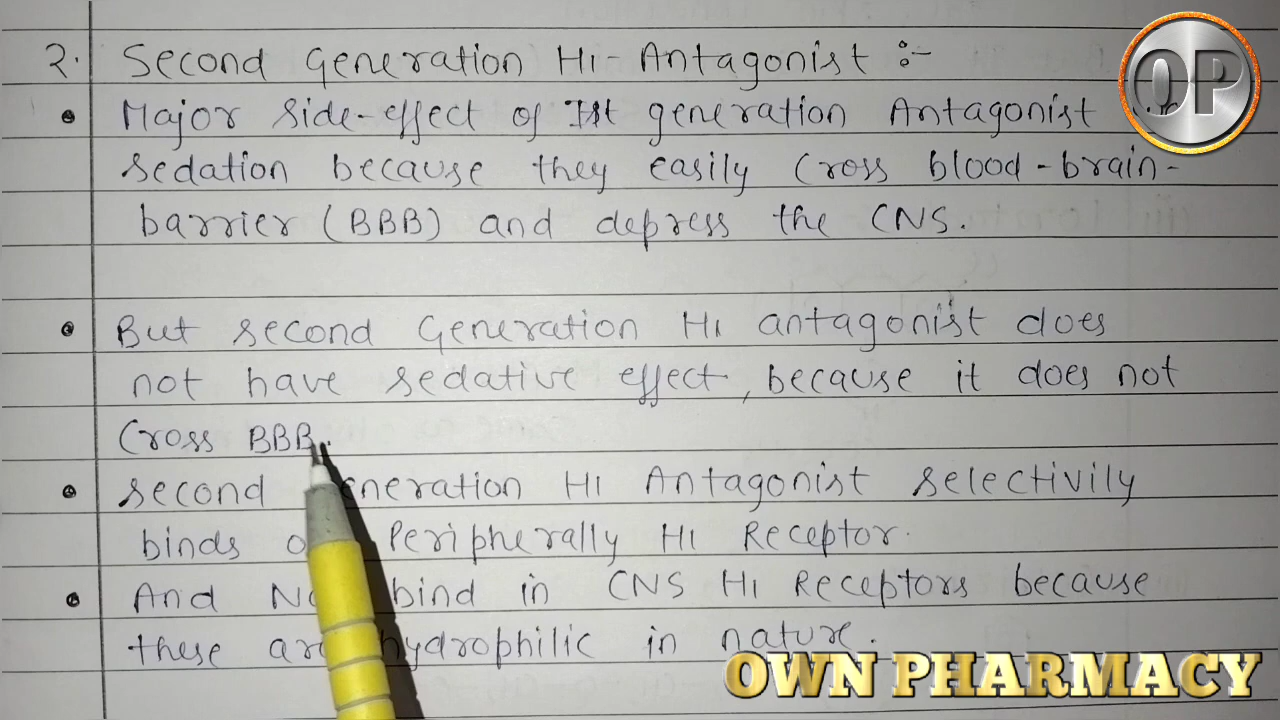 2. Second Generation H1-Antagonist :-
• Major side-effect of Ist generation Antagonist
sedation because they easily Cross blood-brain-
barrier (BBB) and depress the CNS.
• But second Generation H1 antagonist does
not have sedative effect, because it does not
Cross BBB.
• second eneration H1 Antagonist selectivily
binds Peripherally H1 Receptor.
• And bind in CNS H1 Receptors because
these hydrophilic in nature.
OP
OWN PHARMACY